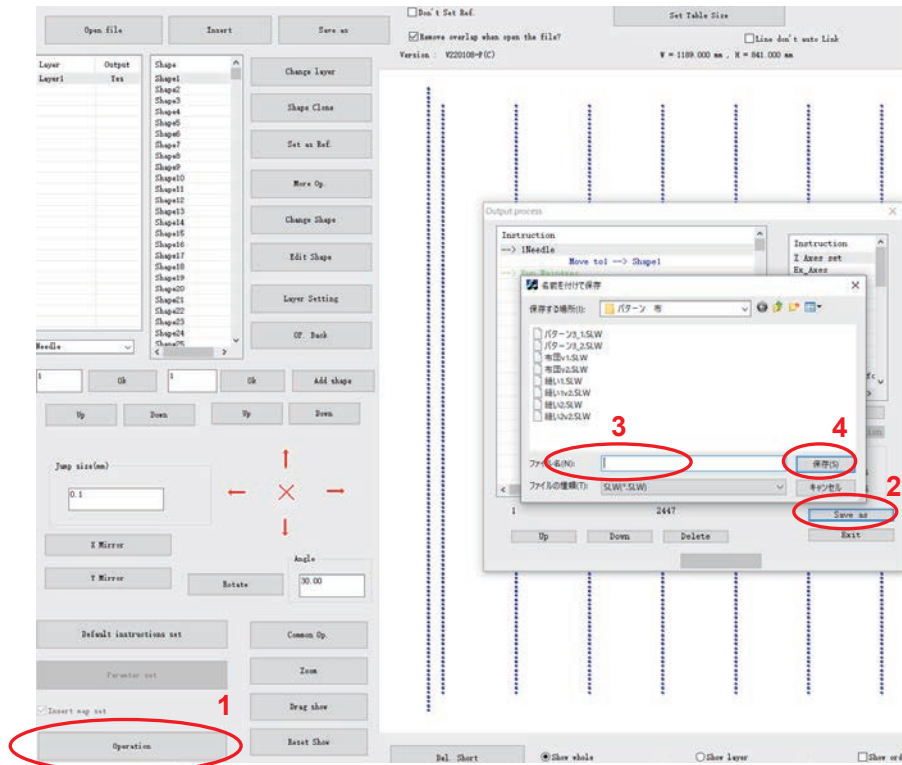 Open file
Insert
Save as
Don't Set Ref.
Set Table Size
Remove overlap when open the file?
Line don't auto Link
Version : V220108-P(C)
W = 1189.000 mm , H = 841.000 mm
Layer Output
Layer1 Yes
Shape
Shape1
Shape2
Shape3
Shape4
Shape5
Shape6
Shape7
Shape8
Shape9
Shape10
Shape11
Shape12
Shape13
Shape14
Shape15
Shape16
Shape17
Shape18
Shape19
Shape20
Shape21
Shape22
Shape23
Shape24
Shape25
Change layer
Shape Clone
Set as Ref.
More Op.
Change Shape
Edit Shape
Layer Setting
OP. Back
Needle
1
Ok
1
Ok
Add shape
Up
Down
Up
Down
Jump size(mm)
0.1
X Mirror
Y Mirror
Rotate
Angle
30.00
Default instructions set
Common Op.
Zoom
Insert map set
1
Drag show
Operation
Reset Show
Output process
Instruction
--> 1Needle
Move to1 --> Shape1
Instruction
Z Axes set
Ex_Axes
名前を付けて保存
保存する場所(I):
パターン 布
パターン3_1.SLW
パターン3_2.SLW
布団v1.SLW
布団v2.SLW
縫い1.SLW
縫い1v2.SLW
縫い2.SLW
縫い2v2.SLW
3
4
ファイル名(N):
保存(S)
ファイルの種類(T):
SLW(*.SLW)
キャンセル
2
1
2447
Save as
Up
Down
Delete
Exit
Del. Short
Show whole
Show layer
Show ord